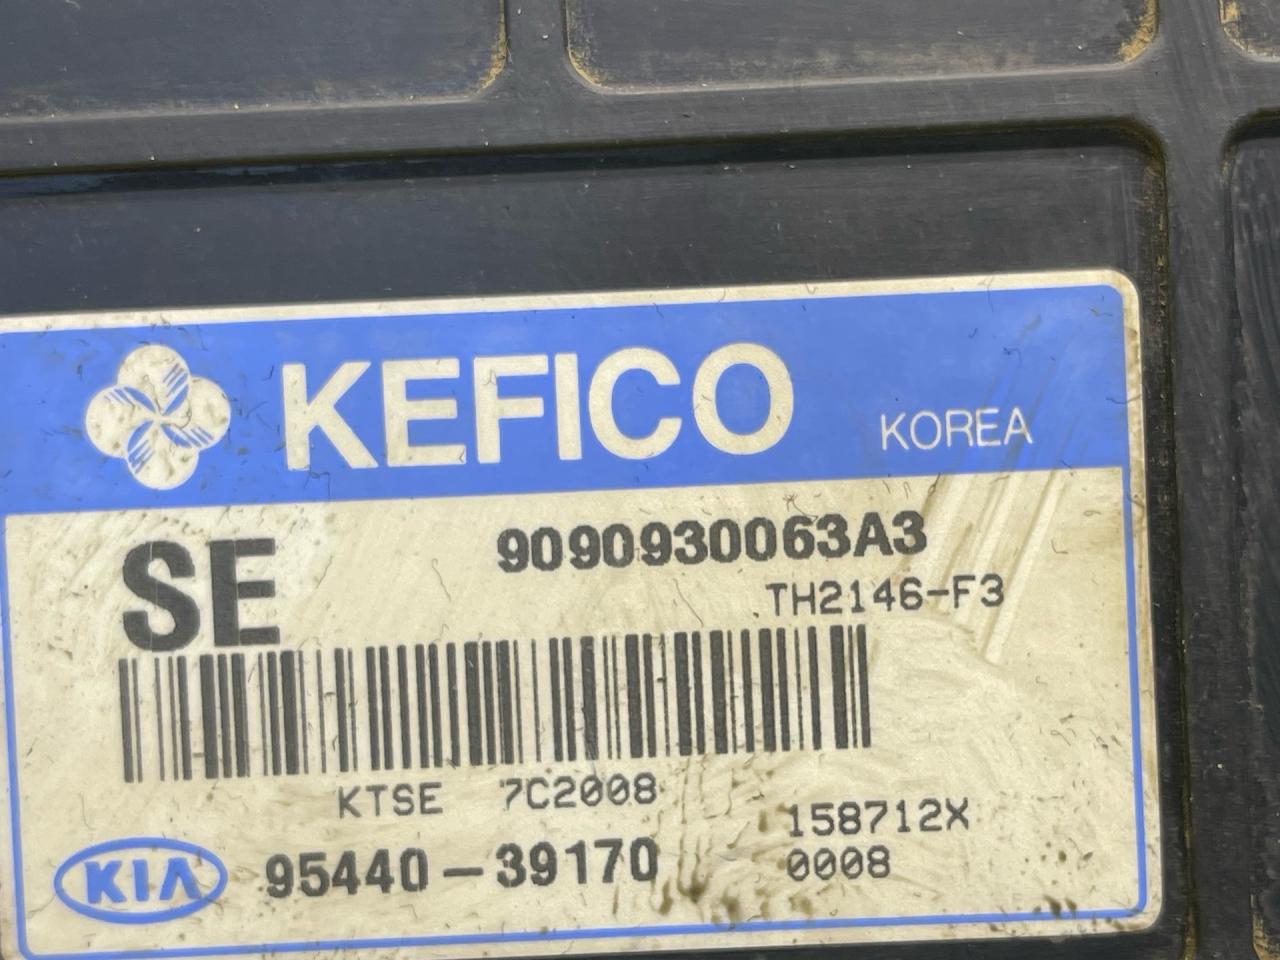 KEFICO KOREA
SE 9090930063A3
TH2146-F3
KTSE 7C2008
158712X
KIA 95440-39170 0008